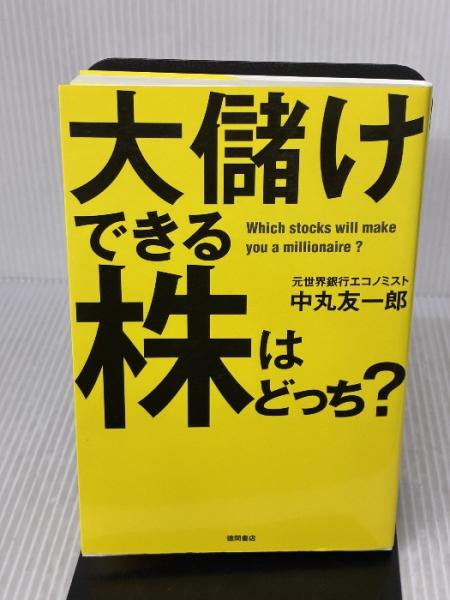 大儲け
できる
Which stocks will make
you a millionaire ?
元世界銀行エコノミスト
中丸友一郎
株は
どっち?
徳間書店